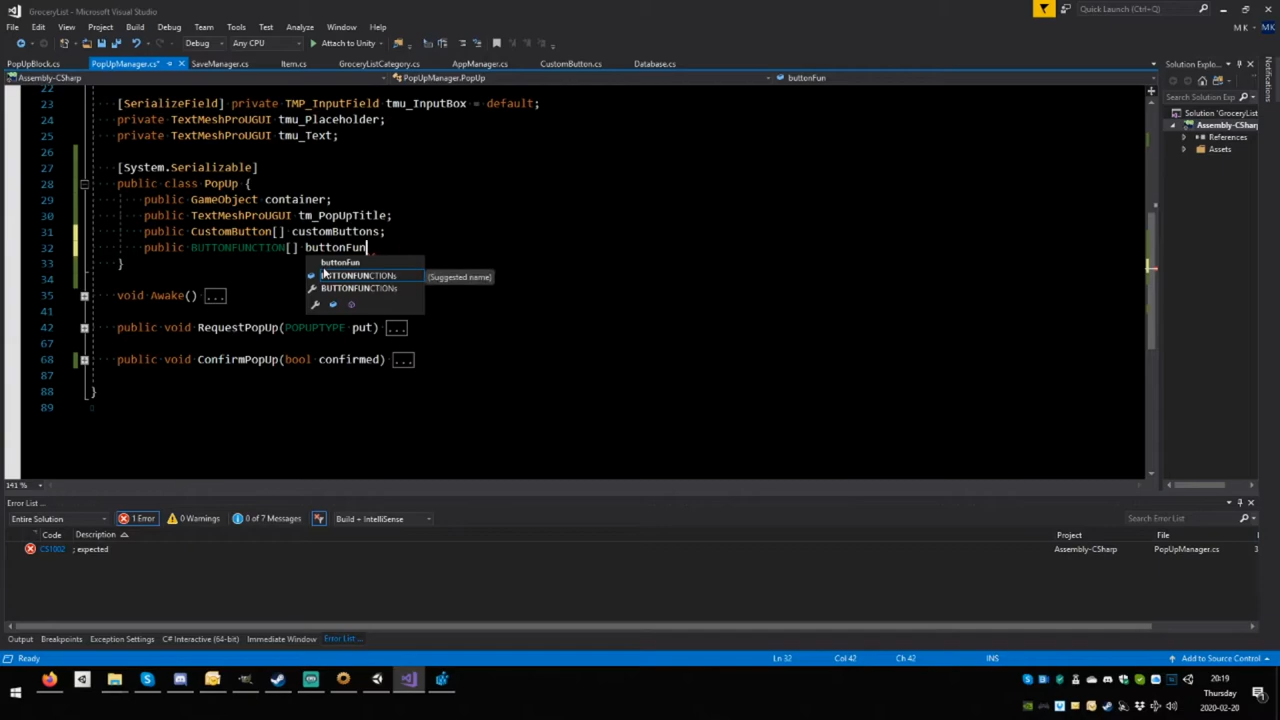 GroceryList - Microsoft Visual Studio
Quick Launch (Ctrl+Q)
File Edit View Project Build Debug Team Tools Test Analyze Window Help
M K MK
Debug Any CPU Attach to Unity
PopUpBlock.cs PopUpManager.cs* SaveManager.cs Item.cs GroceryListCategory.cs AppManager.cs CustomButton.cs Database.cs
Solution Explo...
Assembly-CSharp PopUpManager.PopUp buttonFun
Search Solution Exp
Solution 'GroceryL
Assembly-CSharp
References
Assets
Notifications
22
23 [SerializeField] private TMP_InputField tmu_InputBox = default;
24 private TextMeshProUGUI tmu_Placeholder;
25 private TextMeshProUGUI tmu_Text;
26
27 [System.Serializable]
28 public class PopUp {
29 public GameObject container;
30 public TextMeshProUGUI tm_PopUpTitle;
31 public CustomButton[] customButtons;
32 public BUTTONFUNCTION[] buttonFun
33 }
34
35 void Awake() ...
41
42 public void RequestPopUp(POPUPTYPE put) ...
67
68 public void ConfirmPopUp(bool confirmed) ...
87
88 }
89
buttonFun
BUTTONFUNCTIONs (Suggested name)
BUTTONFUNCTIONs
141 %
Error List ...
Entire Solution 1 Error 0 Warnings 0 of 7 Messages Build + IntelliSense Search Error List
Code Description Project File
CS1002 ; expected Assembly-CSharp PopUpManager.cs 3
Output Breakpoints Exception Settings C# Interactive (64-bit) Immediate Window Error List ...
Ready Ln 32 Col 42 Ch 42 INS Add to Source Control
20:19
Thursday
2020-02-20